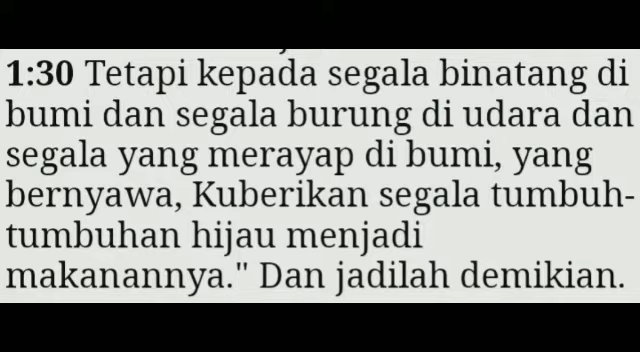 1:30 Tetapi kepada segala binatang di
bumi dan segala burung di udara dan
segala yang merayap di bumi, yang
bernyawa, Kuberikan segala tumbuh-
tumbuhan hijau menjadi
makanannya." Dan jadilah demikian.